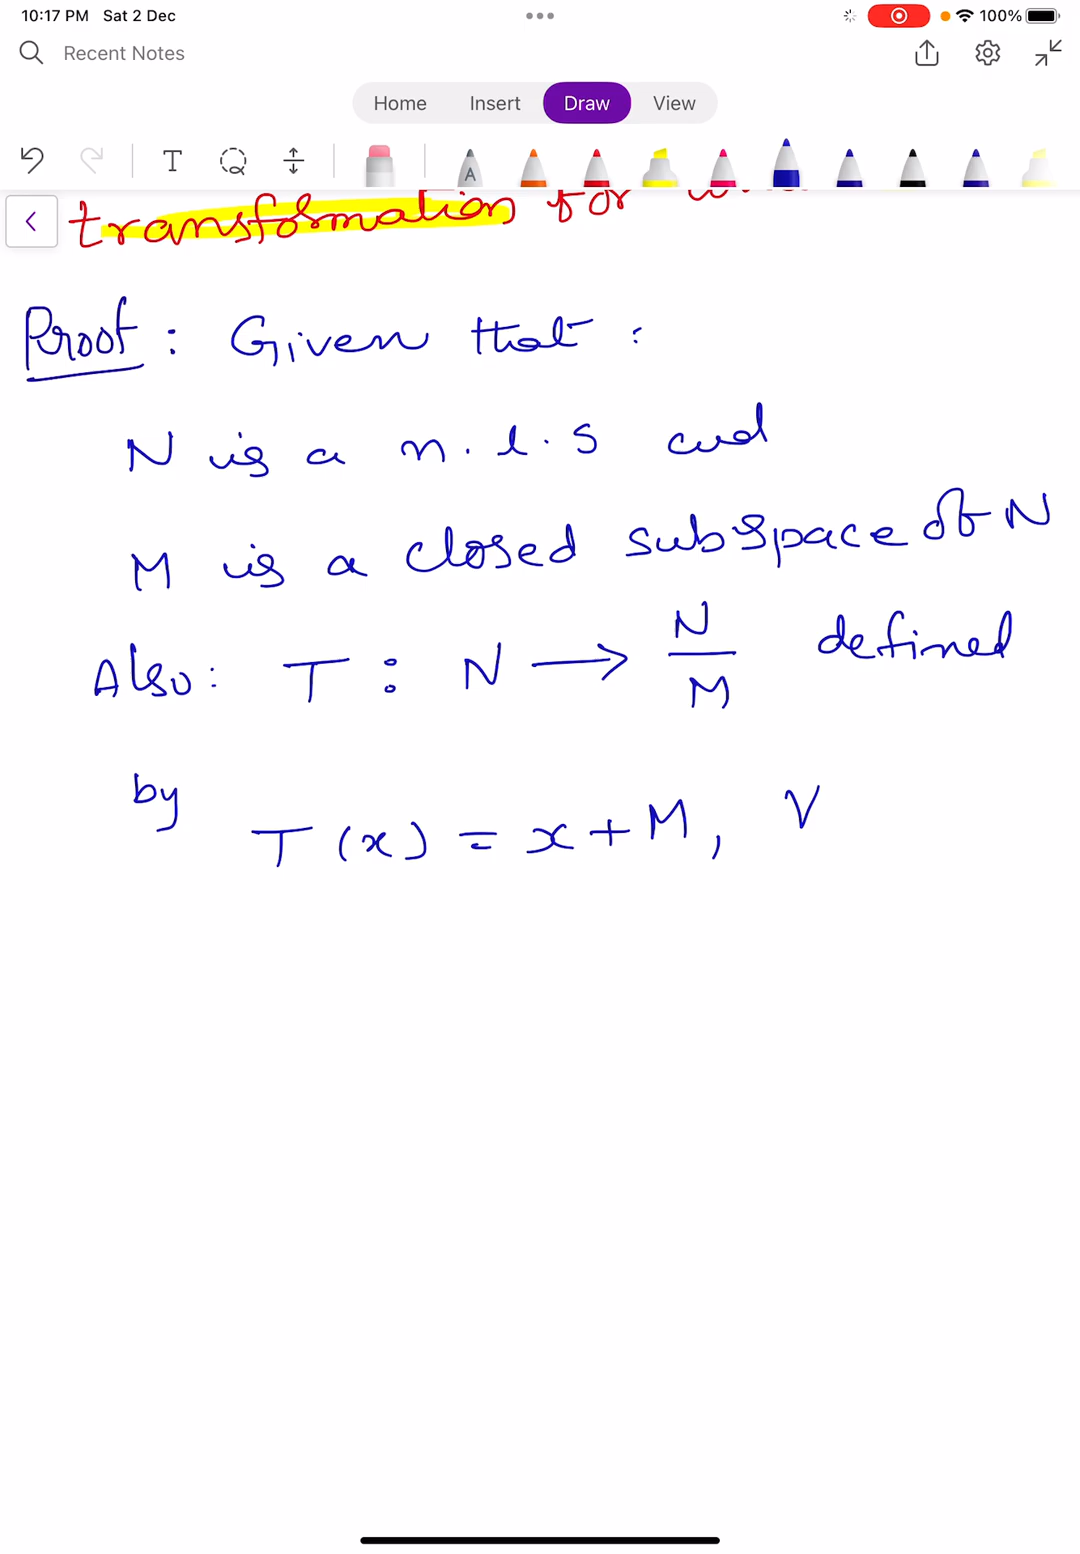 10:17 PM Sat 2 Dec 100%
Recent Notes
Home Insert Draw View
T A
transformation for
Proof : Given that :
N is a n.l.s and
M is a closed subspace of N
Also : T : N → N/M defined
by
T(x) = x + M, ∀